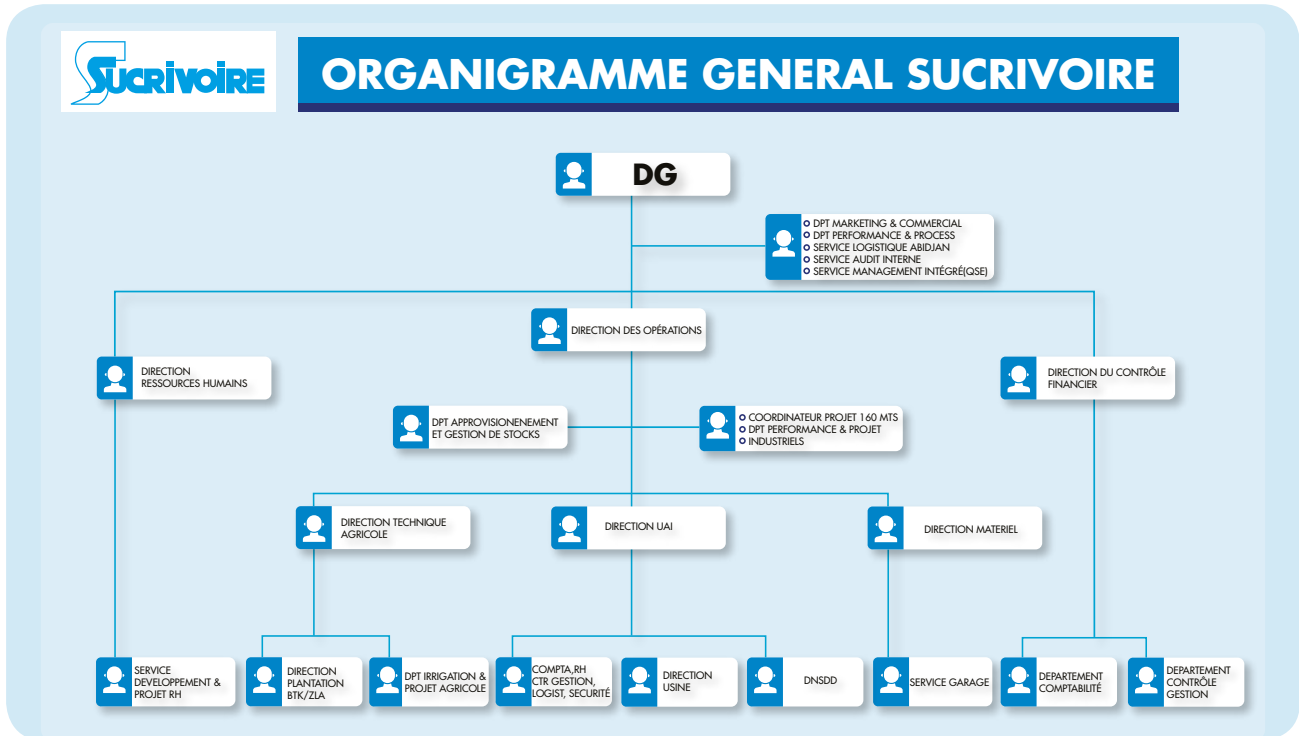 SUCRIVOIRE
ORGANIGRAMME GENERAL SUCRIVOIRE
DG
DPT MARKETING & COMMERCIAL
DPT PERFORMANCE & PROCESS
SERVICE LOGISTIQUE ABIDJAN
SERVICE AUDIT INTERNE
SERVICE MANAGEMENT INTÉGRÉ(QSE)
DIRECTION DES OPÉRATIONS
DIRECTION
RESSOURCES HUMAINS
DIRECTION DU CONTRÔLE
FINANCIER
DPT APPROVISIONENEMENT
ET GESTION DE STOCKS
COORDINATEUR PROJET 160 MTS
DPT PERFORMANCE & PROJET
INDUSTRIELS
DIRECTION TECHNIQUE
AGRICOLE
DIRECTION UAI
DIRECTION MATERIEL
SERVICE
DEVELOPPEMENT &
PROJET RH
DIRECTION
PLANTATION
BTK/ZLA
DPT IRRIGATION &
PROJET AGRICOLE
COMPTA,RH
CTR GESTION,
LOGIST, SECURITÉ
DIRECTION
USINE
DNSDD
SERVICE GARAGE
DEPARTEMENT
COMPTABILITÉ
DEPARTEMENT
CONTRÔLE
GESTION